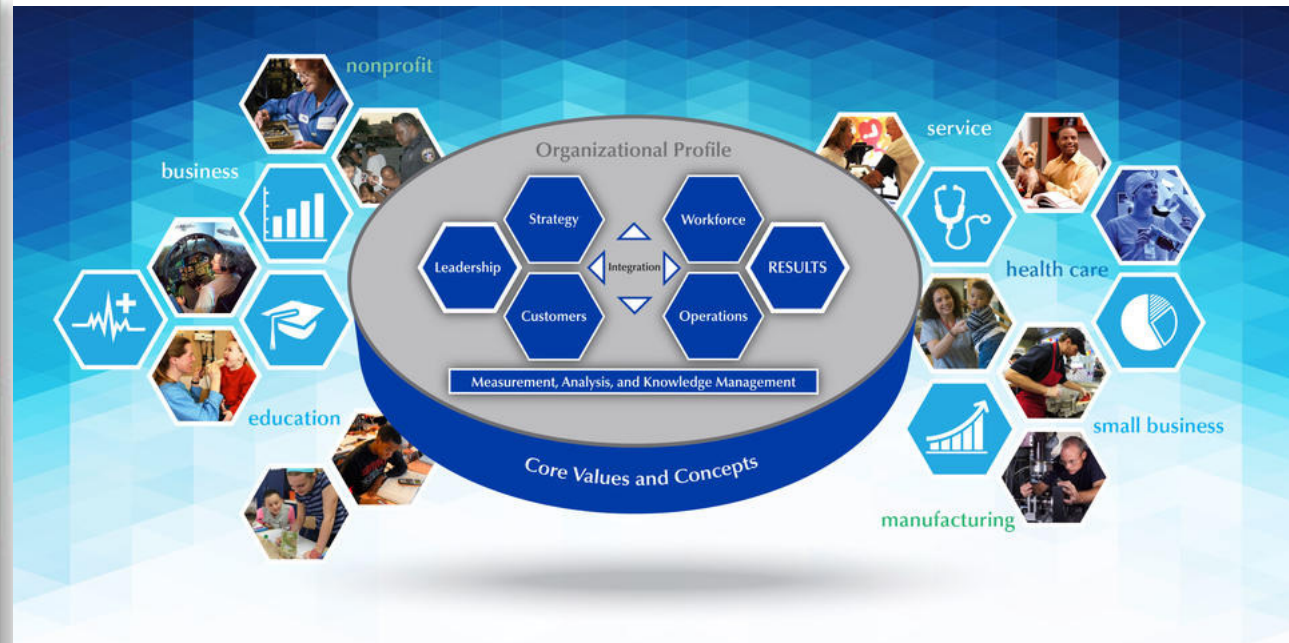 nonprofit
business
education
Organizational Profile
Strategy
Workforce
Leadership
Integration
RESULTS
Customers
Operations
Measurement, Analysis, and Knowledge Management
Core Values and Concepts
service
health care
small business
manufacturing